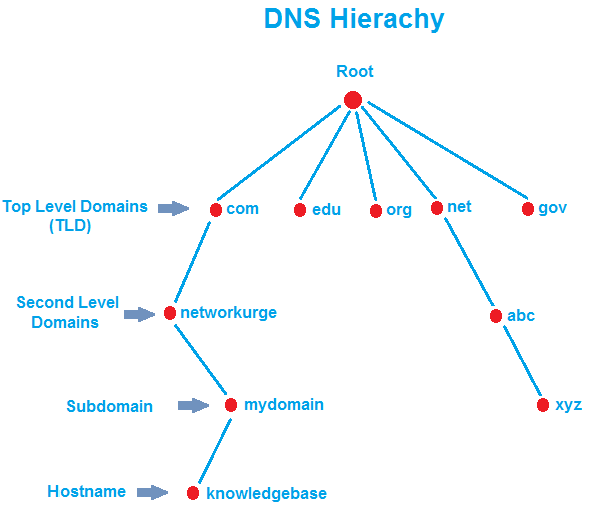 DNS Hierachy
Root
Top Level Domains
(TLD)
com
edu
org
net
gov
Second Level
Domains
networkurge
abc
Subdomain
mydomain
xyz
Hostname
knowledgebase